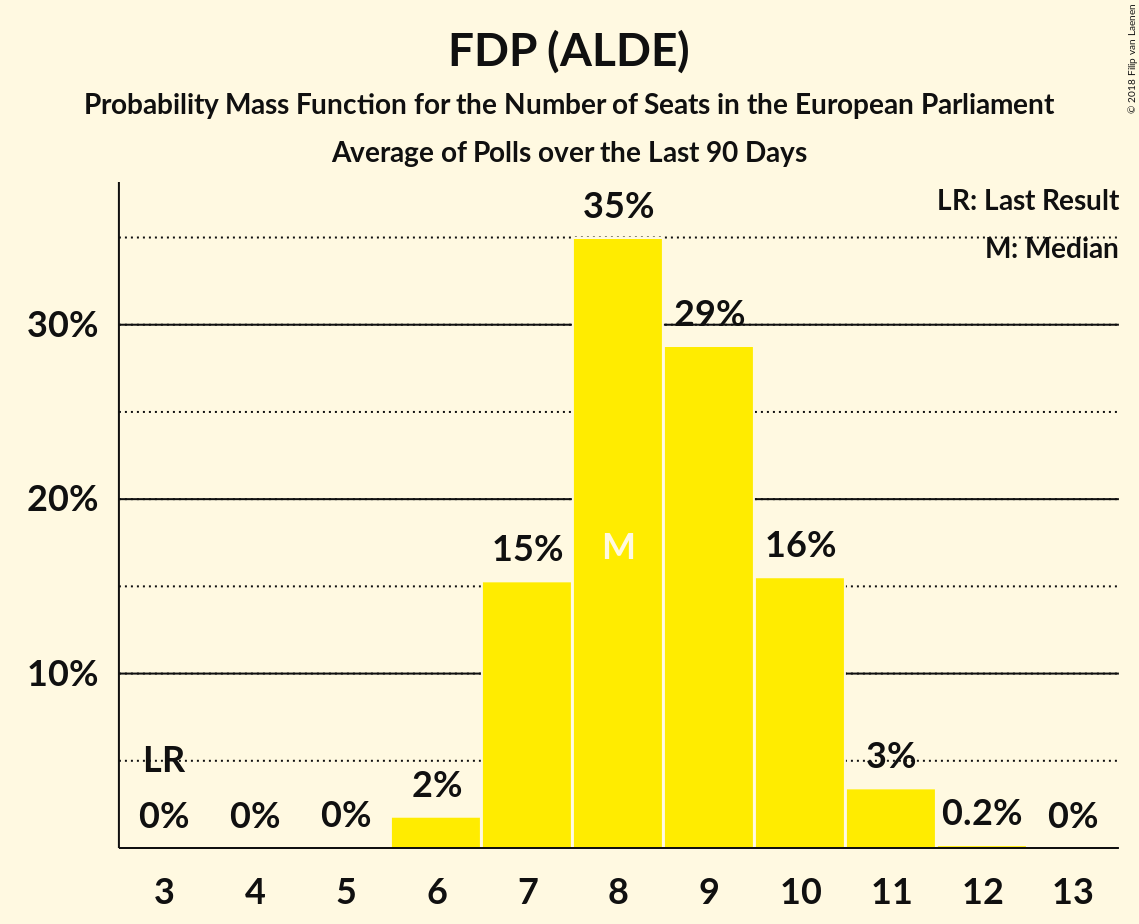 FDP (ALDE)
Probability Mass Function for the Number of Seats in the European Parliament
Average of Polls over the Last 90 Days
© 2018 Filip van Laenen
LR: Last Result
M: Median
35%
30%
29%
20%
15%
M
16%
10%
LR
0%
0%
0%
2%
3%
0.2%
0%
3 4 5 6 7 8 9 10 11 12 13